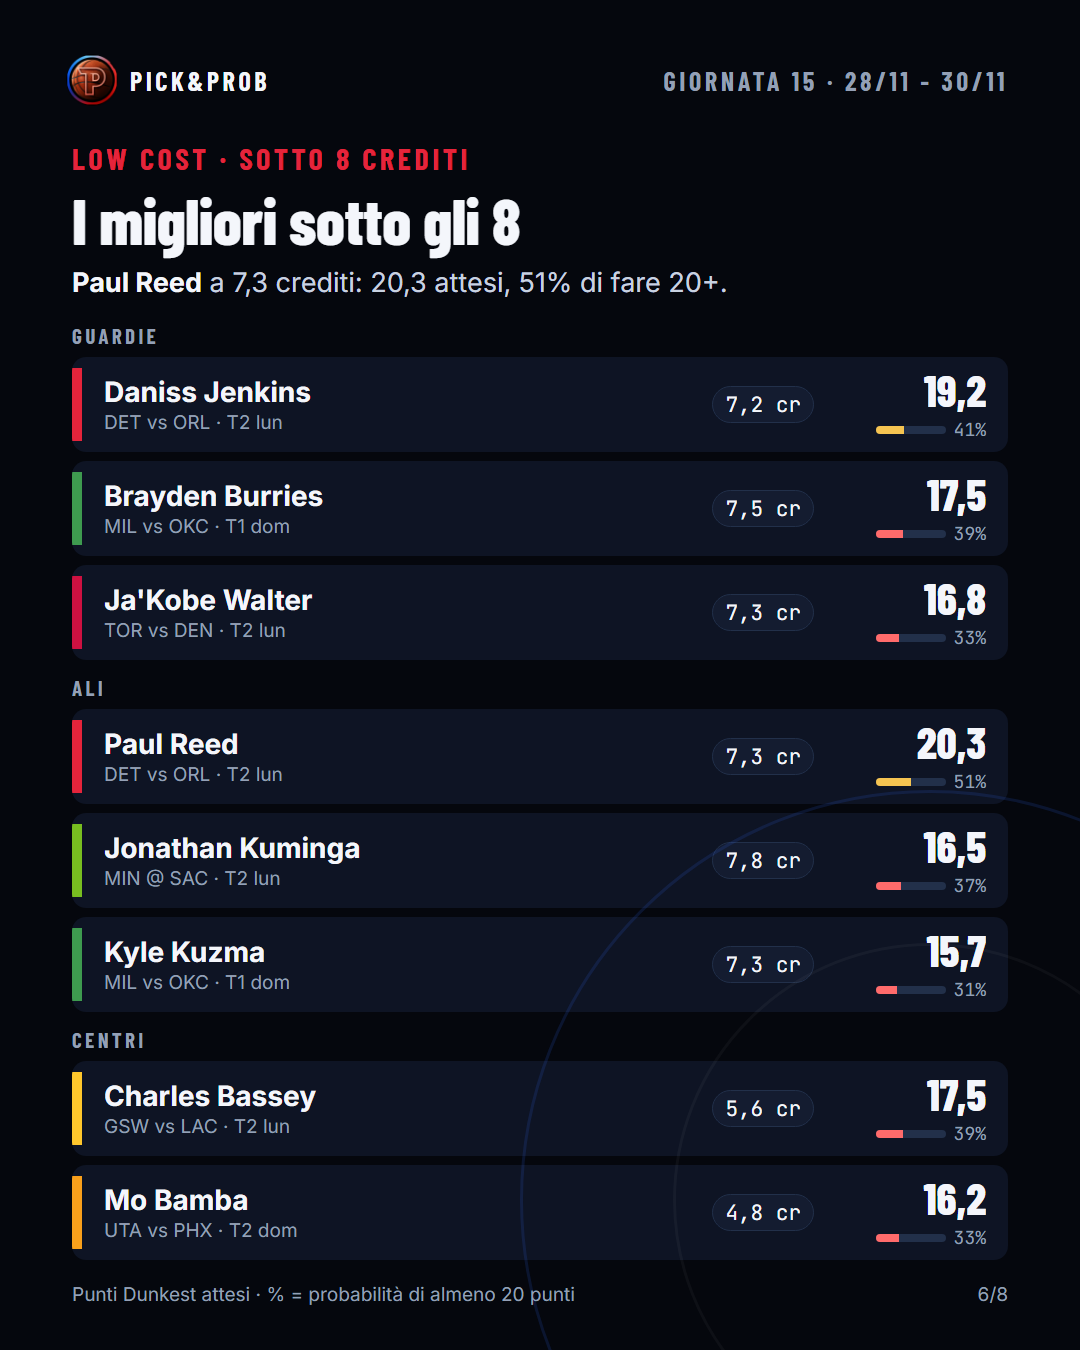 PICK&PROB
GIORNATA 15 · 28/11 - 30/11
LOW COST · SOTTO 8 CREDITI
I migliori sotto gli 8
Paul Reed a 7,3 crediti: 20,3 attesi, 51% di fare 20+.
GUARDIE
Daniss Jenkins
DET vs ORL · T2 lun
7,2 cr
19,2
41%
Brayden Burries
MIL vs OKC · T1 dom
7,5 cr
17,5
39%
Ja'Kobe Walter
TOR vs DEN · T2 lun
7,3 cr
16,8
33%
ALI
Paul Reed
DET vs ORL · T2 lun
7,3 cr
20,3
51%
Jonathan Kuminga
MIN @ SAC · T2 lun
7,8 cr
16,5
37%
Kyle Kuzma
MIL vs OKC · T1 dom
7,3 cr
15,7
31%
CENTRI
Charles Bassey
GSW vs LAC · T2 lun
5,6 cr
17,5
39%
Mo Bamba
UTA vs PHX · T2 dom
4,8 cr
16,2
33%
Punti Dunkest attesi · % = probabilità di almeno 20 punti
6/8